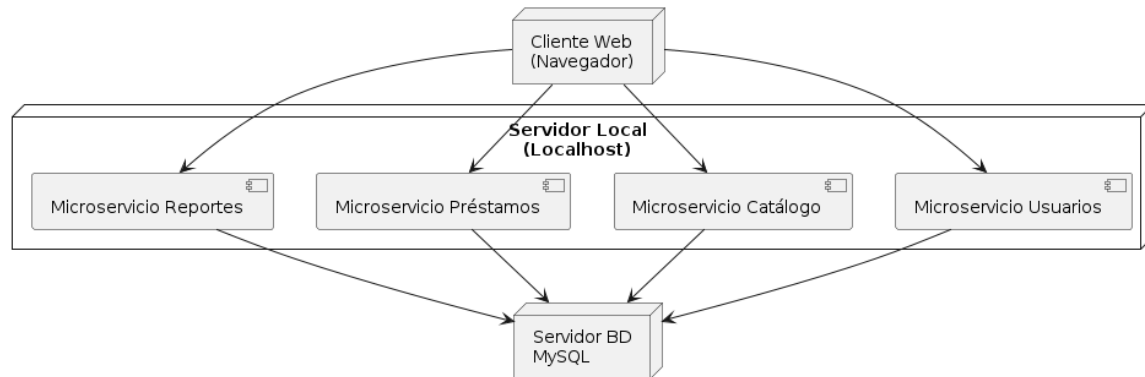 Cliente Web
(Navegador)
Servidor Local
(Localhost)
Microservicio Reportes
Microservicio Préstamos
Microservicio Catálogo
Microservicio Usuarios
Servidor BD
MySQL